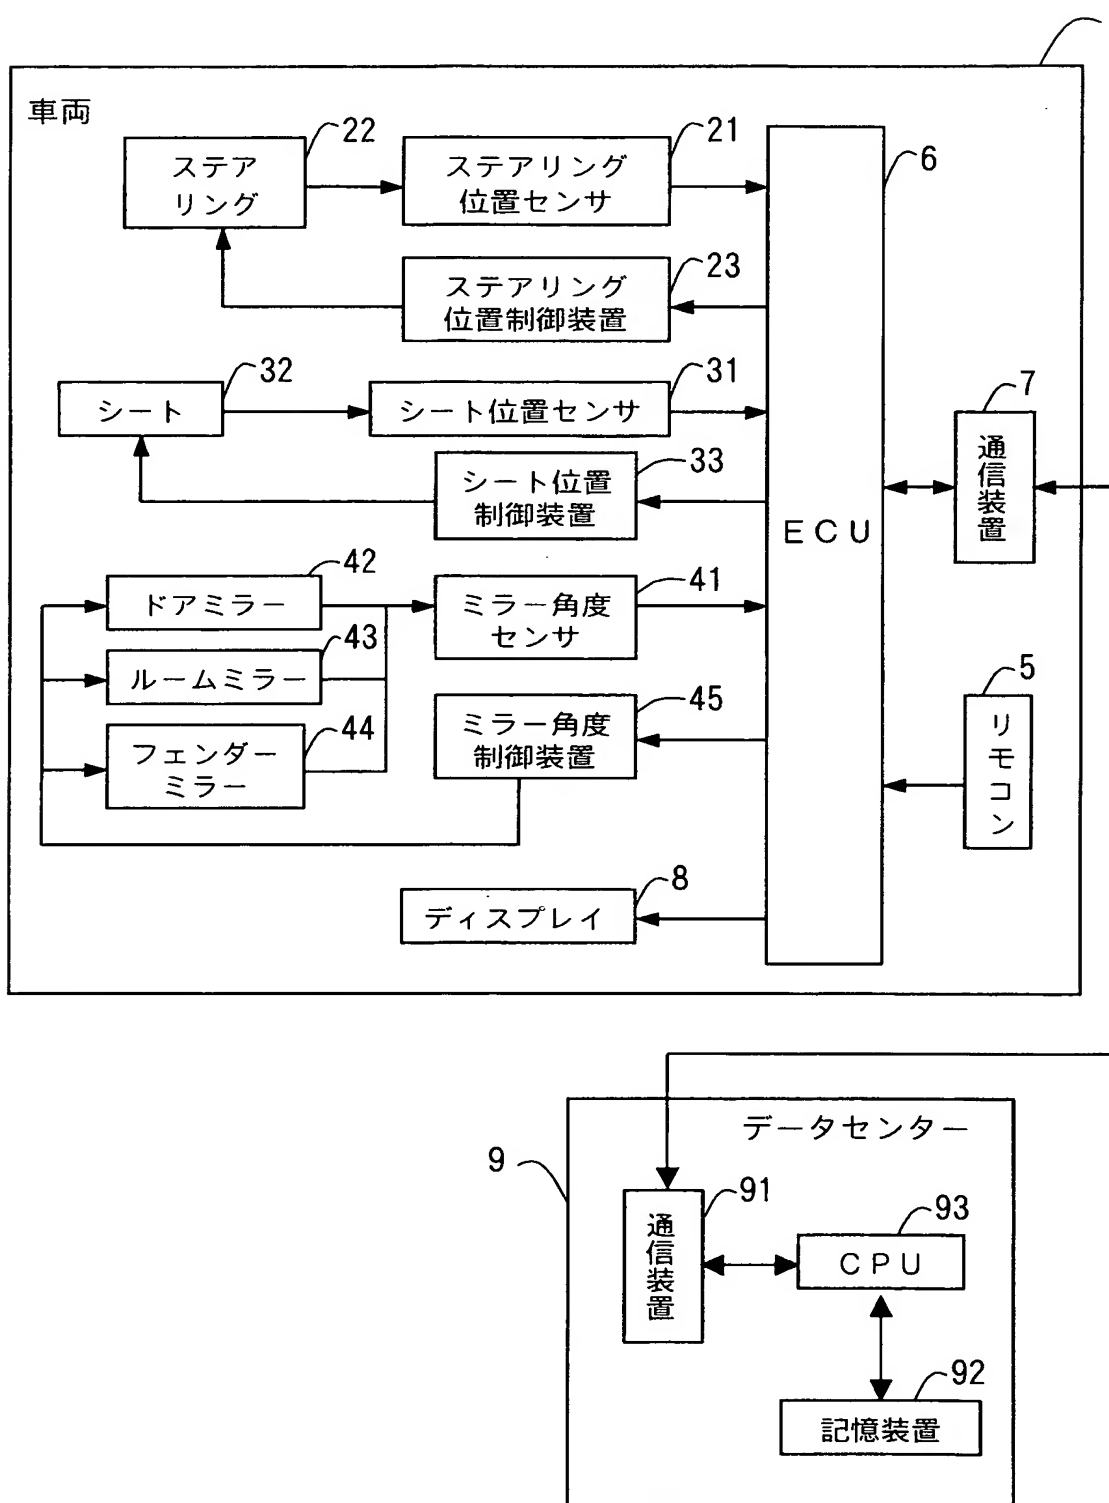 車両
22
ステア
リング
21
ステアリング
位置センサ
6
23
ステアリング
位置制御装置
32
シート
31
シート位置センサ
7
通信装置
33
シート位置
制御装置
ECU
42
ドアミラー
41
ミラー角度
センサ
43
ルームミラー
45
ミラー角度
制御装置
5
リモコン
44
フェンダー
ミラー
8
ディスプレイ
データセンター
9
91
通信装置
93
CPU
92
記憶装置